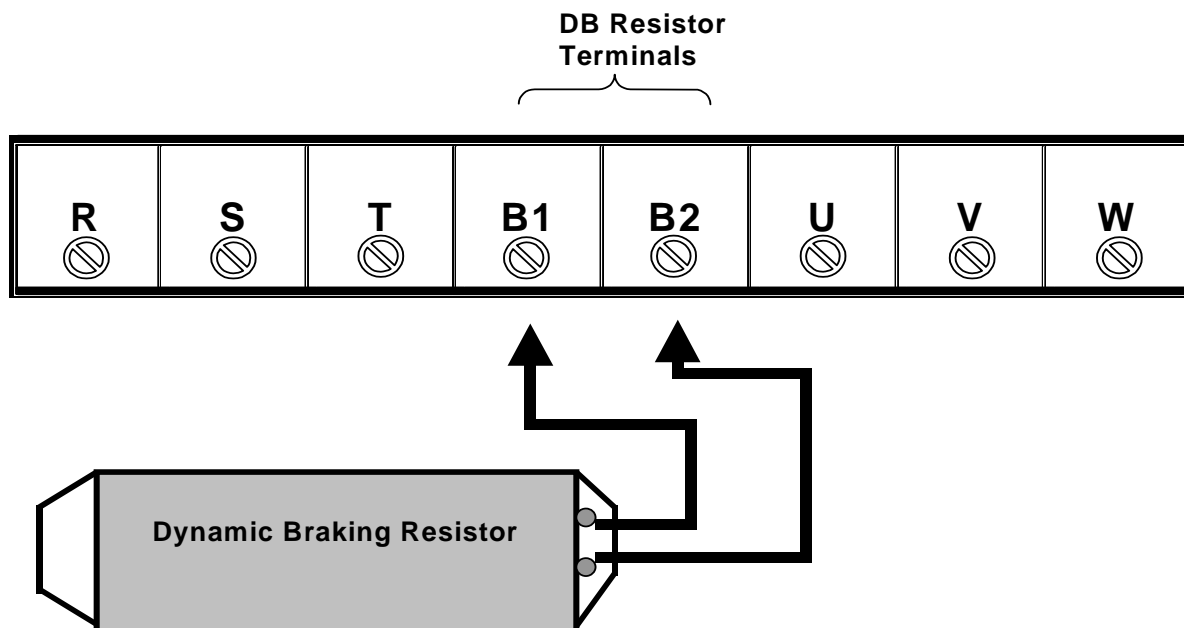 DB Resistor
Terminals
R S T B1 B2 U V W
Dynamic Braking Resistor